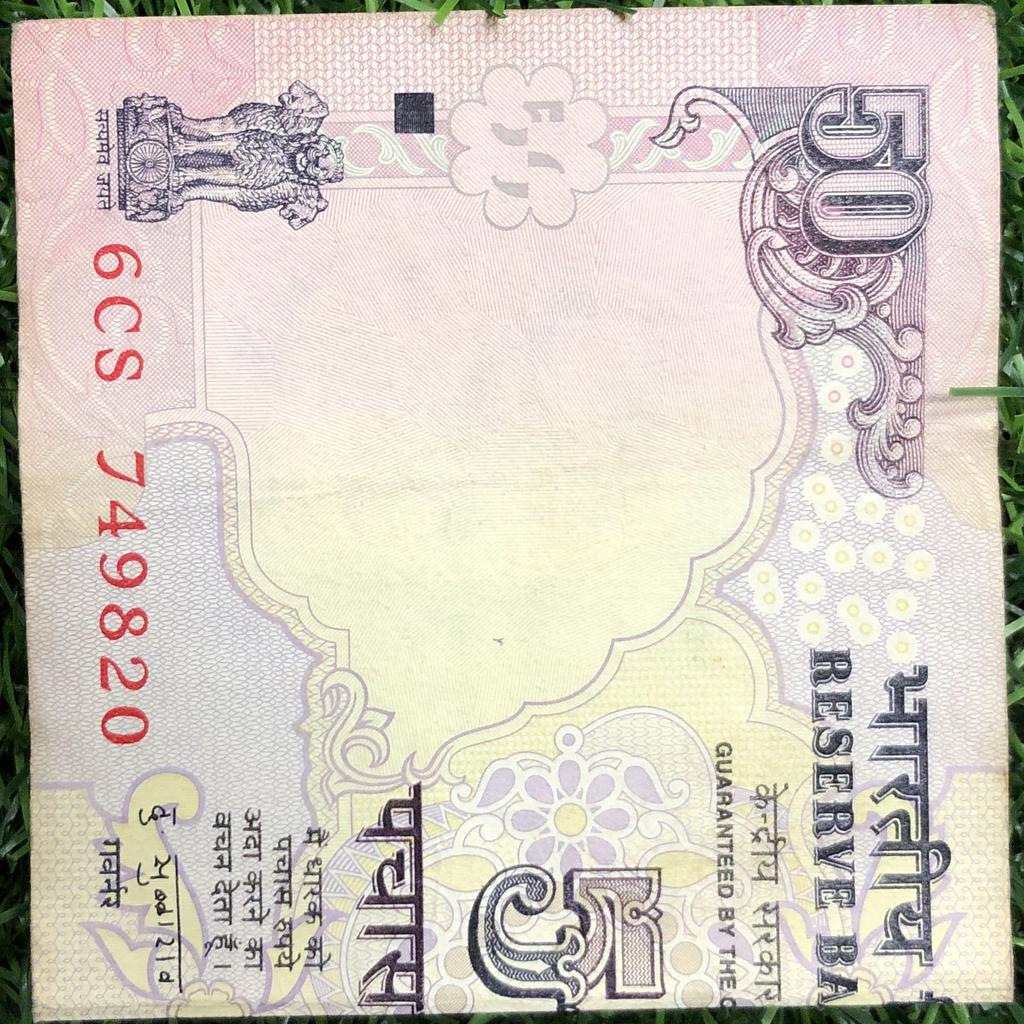 50
भारतीय
RESERVE BA
केन्द्रीय सरकार
GUARANTEED BY THE
५
पचास
मैं धारक को
पचास रुपये
अदा करने का
वचन देता हूँ ।
गवर्नर
सत्यमेव जयते
6CS 749820